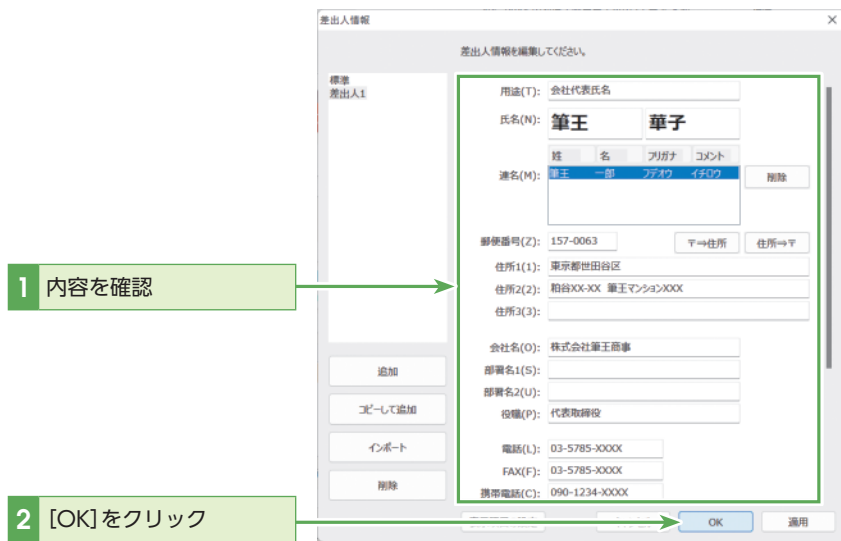 差出人情報
差出人情報を編集してください。
標準
差出人1
用途(T): 会社代表氏名
氏名(N): 筆王 華子
姓 名 フリガナ コメント
連名(M): 筆王 一郎 フデオウ イチロウ 削除
郵便番号(Z): 157-0063 〒⇒住所 住所⇒〒
住所1(1): 東京都世田谷区
1 内容を確認
住所2(2): 粕谷XX-XX 筆王マンションXXX
住所3(3):
会社名(O): 株式会社筆王商事
追加
部署名1(S):
部署名2(U):
コピーして追加
役職(P): 代表取締役
インポート
電話(L): 03-5785-XXXX
FAX(F): 03-5785-XXXX
削除
携帯電話(C): 090-1234-XXXX
2 [OK]をクリック
OK 適用